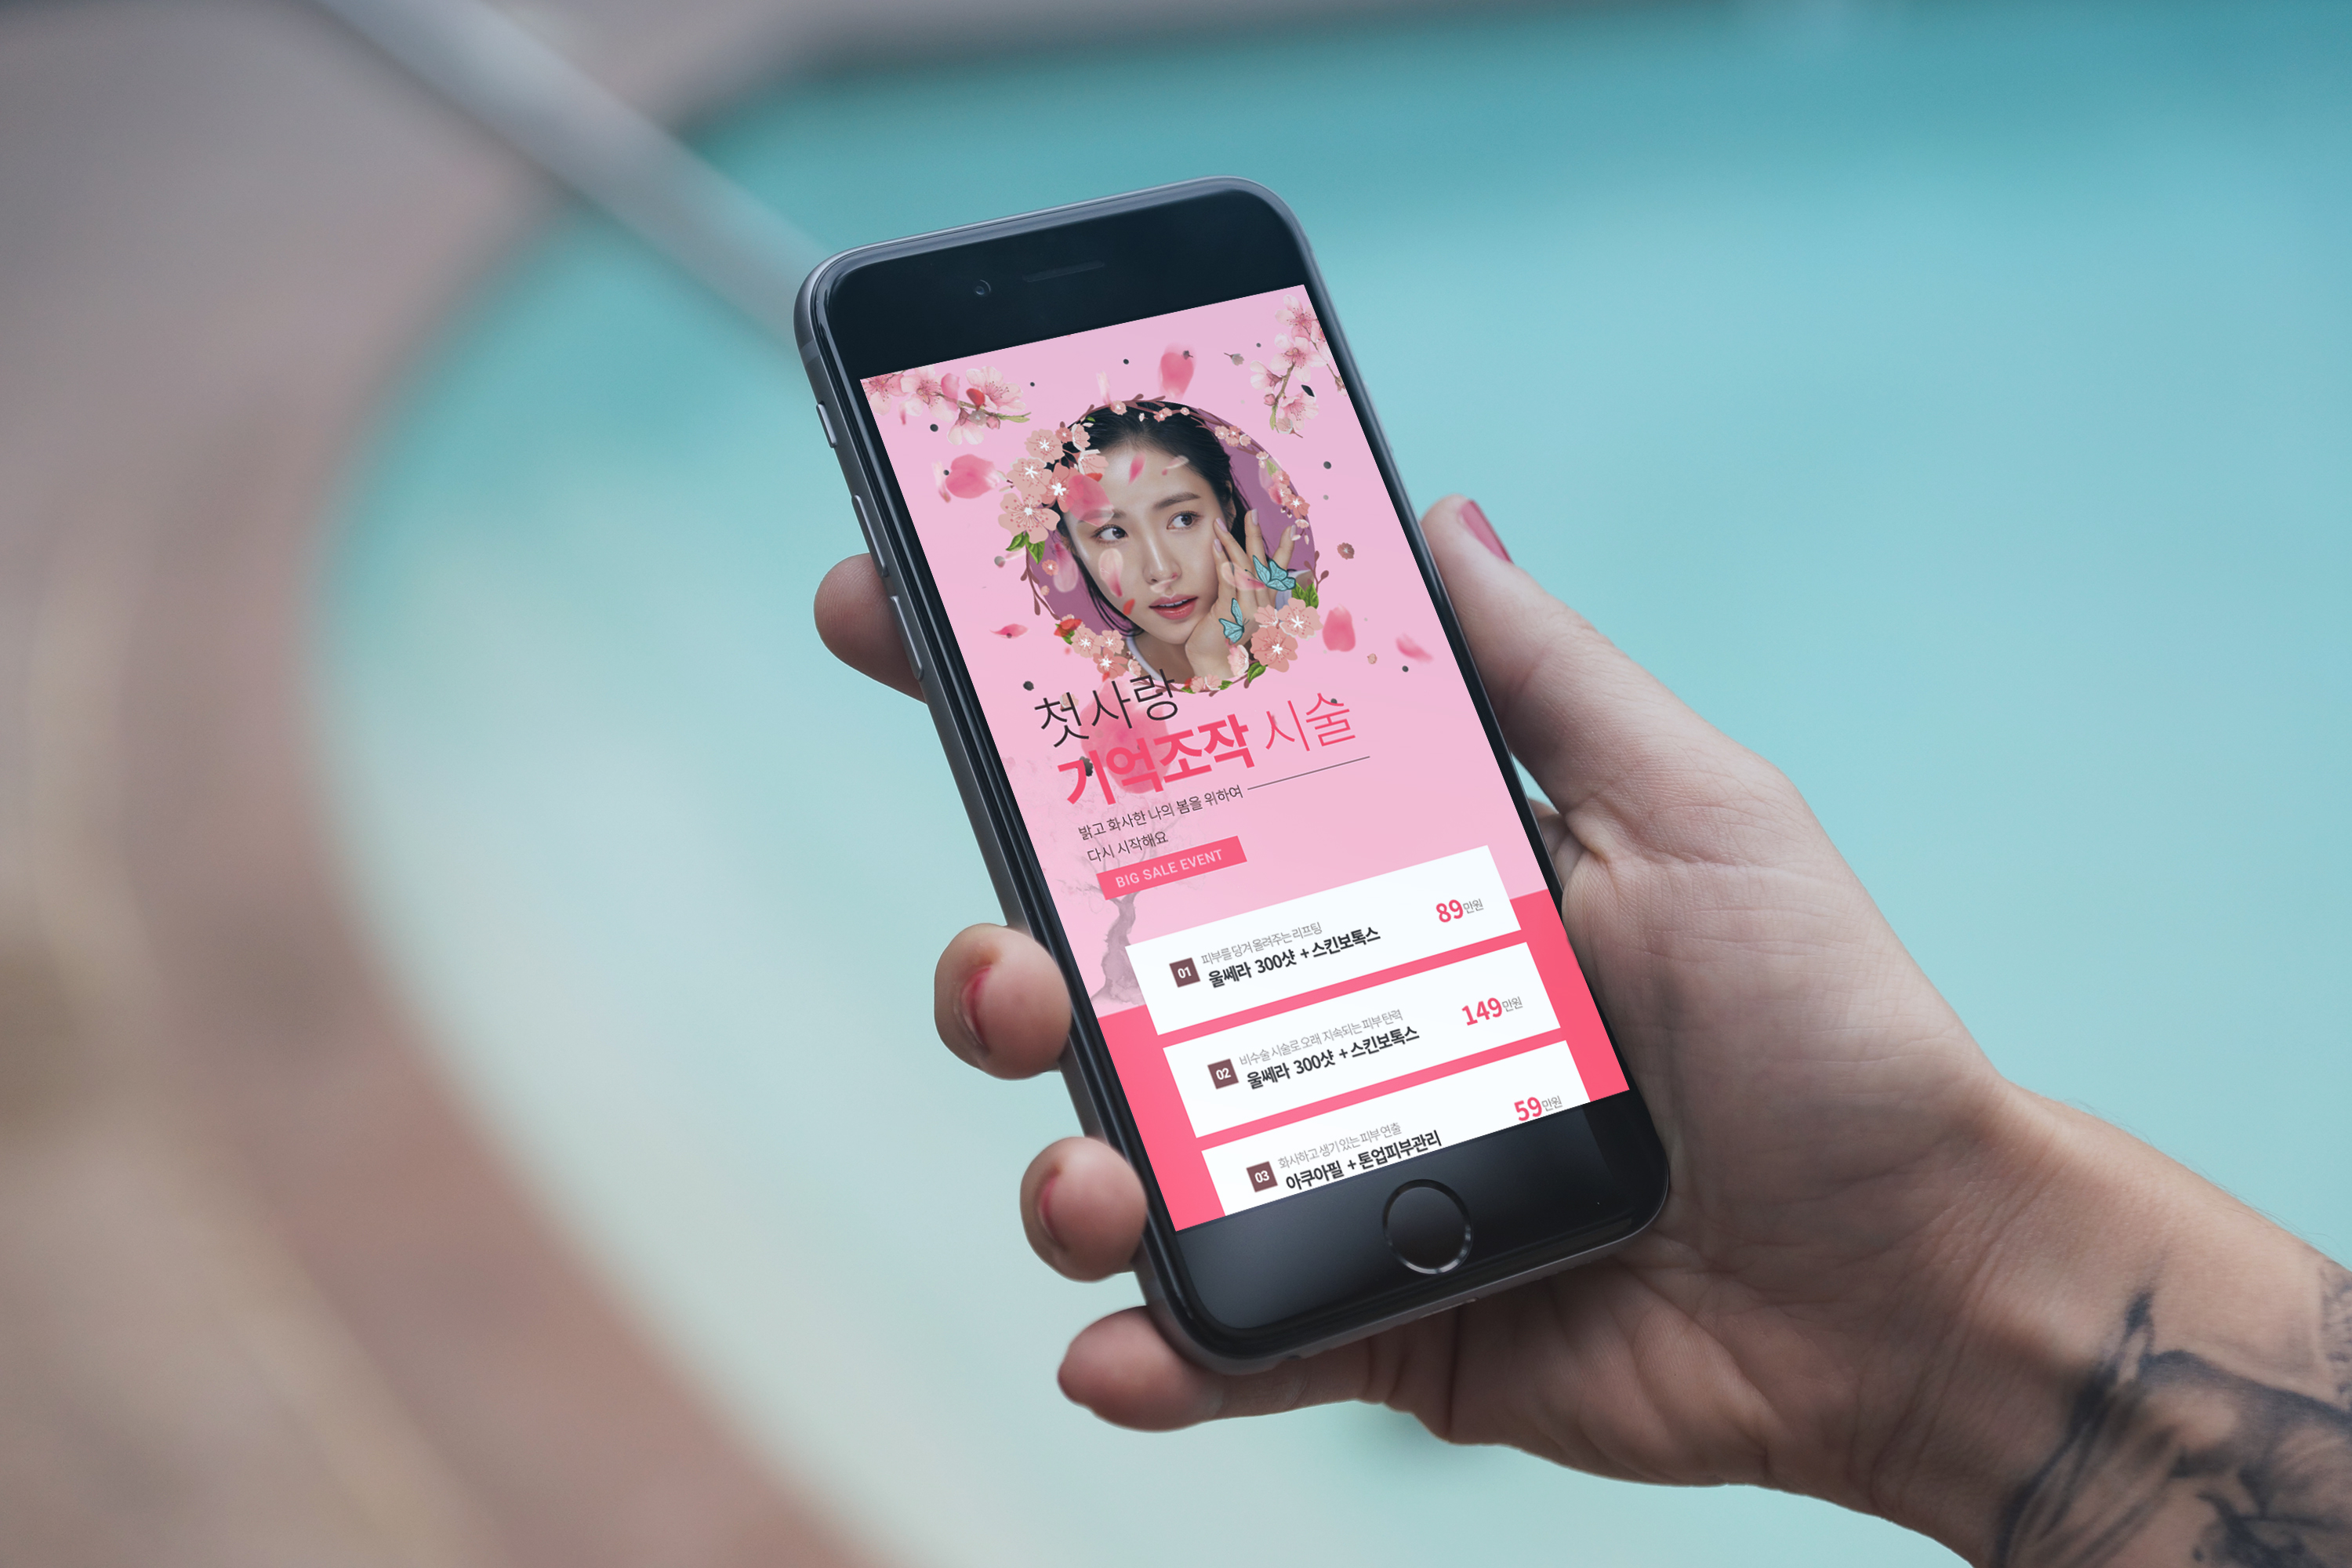 첫사랑
기억조작 시술
밝고 화사한 나의 봄을 위하여
다시 시작해요
BIG SALE EVENT
01 피부를 당겨 올려주는 리프팅
울쎄라 300샷 + 스킨보톡스
89만원
02 비수술 시술로 오래 지속되는 피부 탄력
울쎄라 300샷 + 스킨보톡스
149만원
03 화사하고 생기 있는 피부 연출
아쿠아필 + 톤업피부관리
59만원